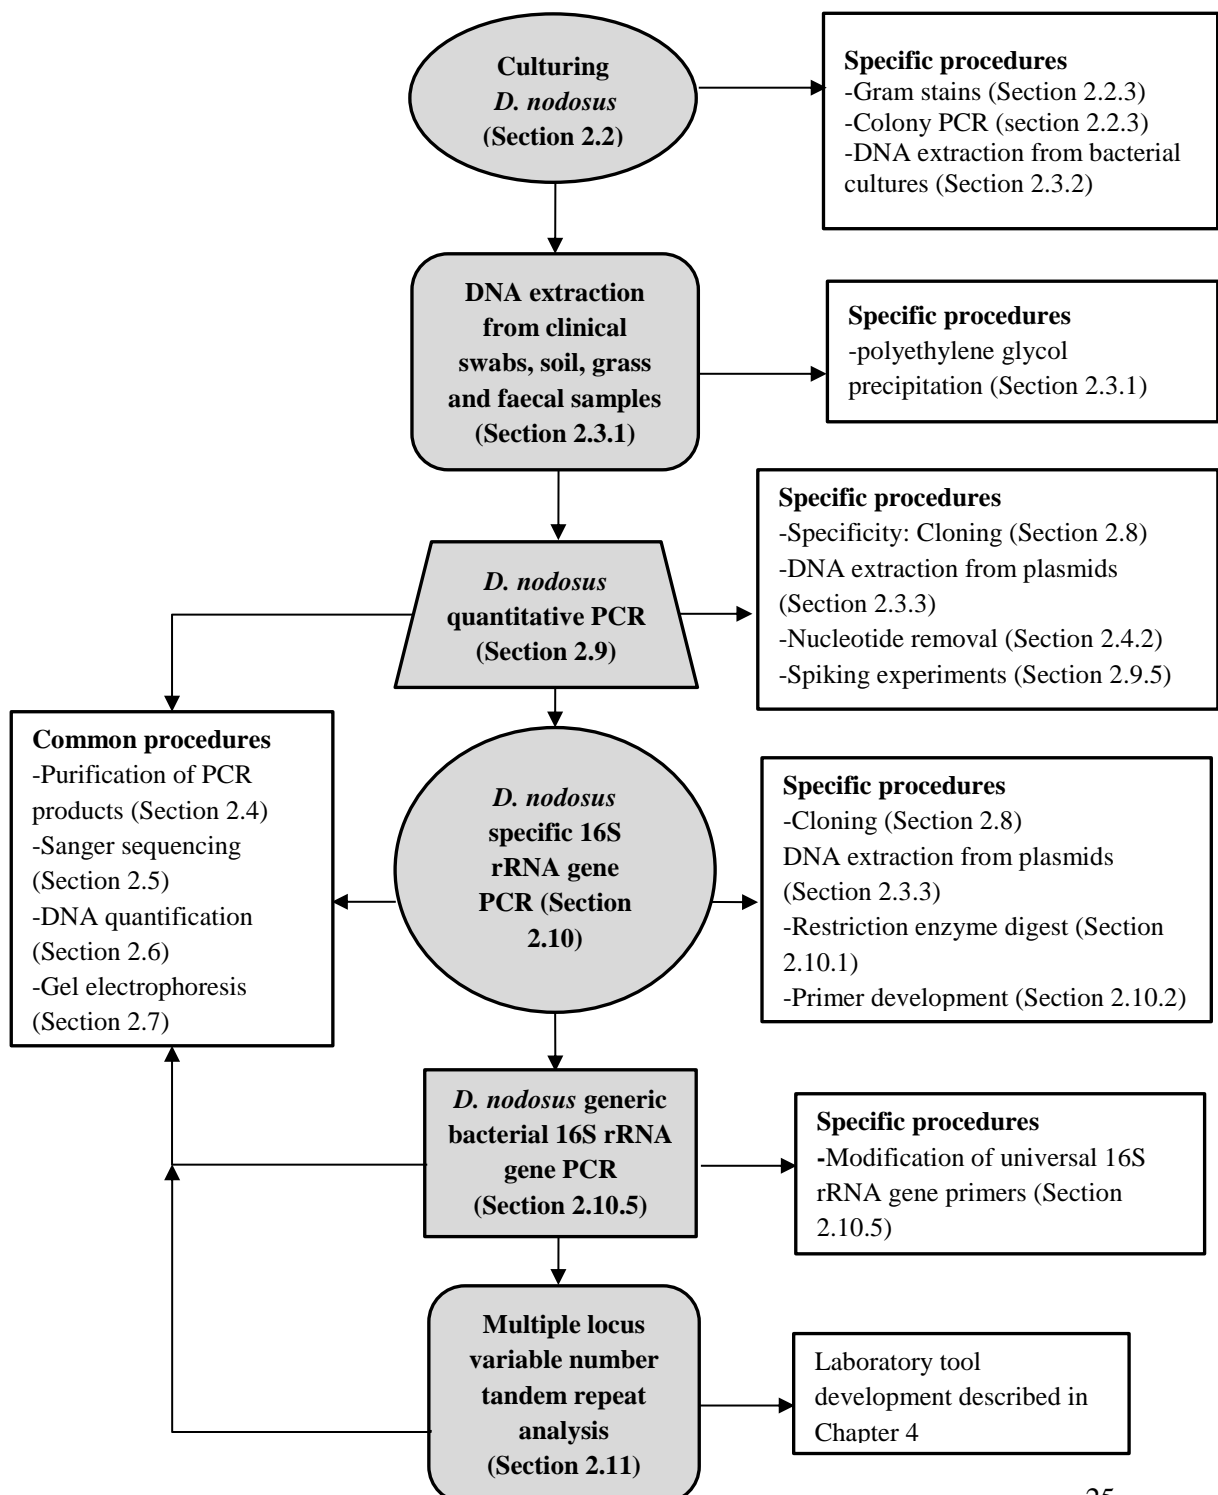 Culturing
D. nodosus
(Section 2.2)
Specific procedures
-Gram stains (Section 2.2.3)
-Colony PCR (section 2.2.3)
-DNA extraction from bacterial
cultures (Section 2.3.2)
DNA extraction
from clinical
swabs, soil, grass
and faecal samples
(Section 2.3.1)
Specific procedures
-polyethylene glycol
precipitation (Section 2.3.1)
D. nodosus
quantitative PCR
(Section 2.9)
Specific procedures
-Specificity: Cloning (Section 2.8)
-DNA extraction from plasmids
(Section 2.3.3)
-Nucleotide removal (Section 2.4.2)
-Spiking experiments (Section 2.9.5)
Common procedures
-Purification of PCR
products (Section 2.4)
-Sanger sequencing
(Section 2.5)
-DNA quantification
(Section 2.6)
-Gel electrophoresis
(Section 2.7)
D. nodosus
specific 16S
rRNA gene
PCR (Section
2.10)
Specific procedures
-Cloning (Section 2.8)
DNA extraction from plasmids
(Section 2.3.3)
-Restriction enzyme digest (Section
2.10.1)
-Primer development (Section 2.10.2)
D. nodosus generic
bacterial 16S rRNA
gene PCR
(Section 2.10.5)
Specific procedures
-Modification of universal 16S
rRNA gene primers (Section
2.10.5)
Multiple locus
variable number
tandem repeat
analysis
(Section 2.11)
Laboratory tool
development described in
Chapter 4
25